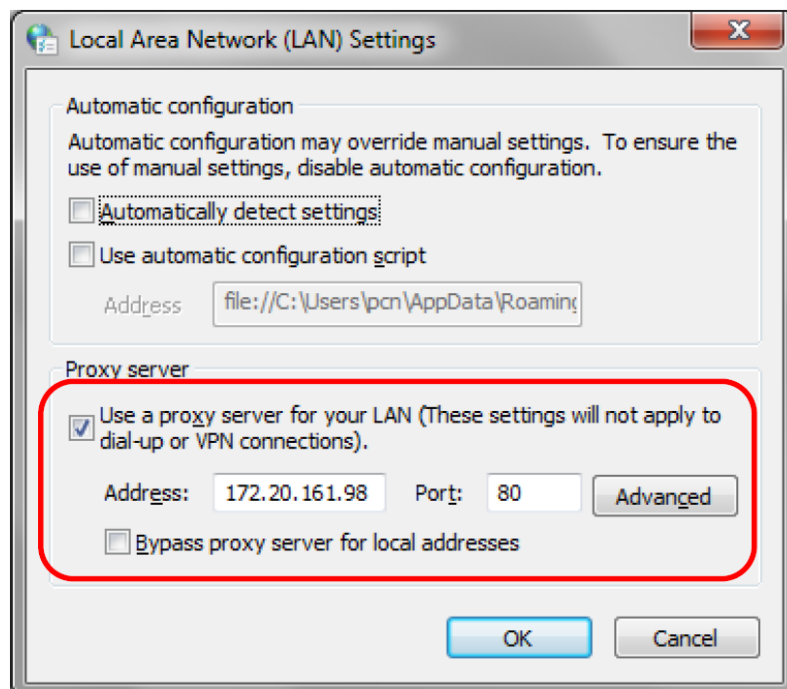 Local Area Network (LAN) Settings
Automatic configuration
Automatic configuration may override manual settings. To ensure the
use of manual settings, disable automatic configuration.
Automatically detect settings
Use automatic configuration script
Address file://C:\Users\pcn\AppData\Roaming
Proxy server
Use a proxy server for your LAN (These settings will not apply to
dial-up or VPN connections).
Address: 172.20.161.98 Port: 80 Advanced
Bypass proxy server for local addresses
OK Cancel